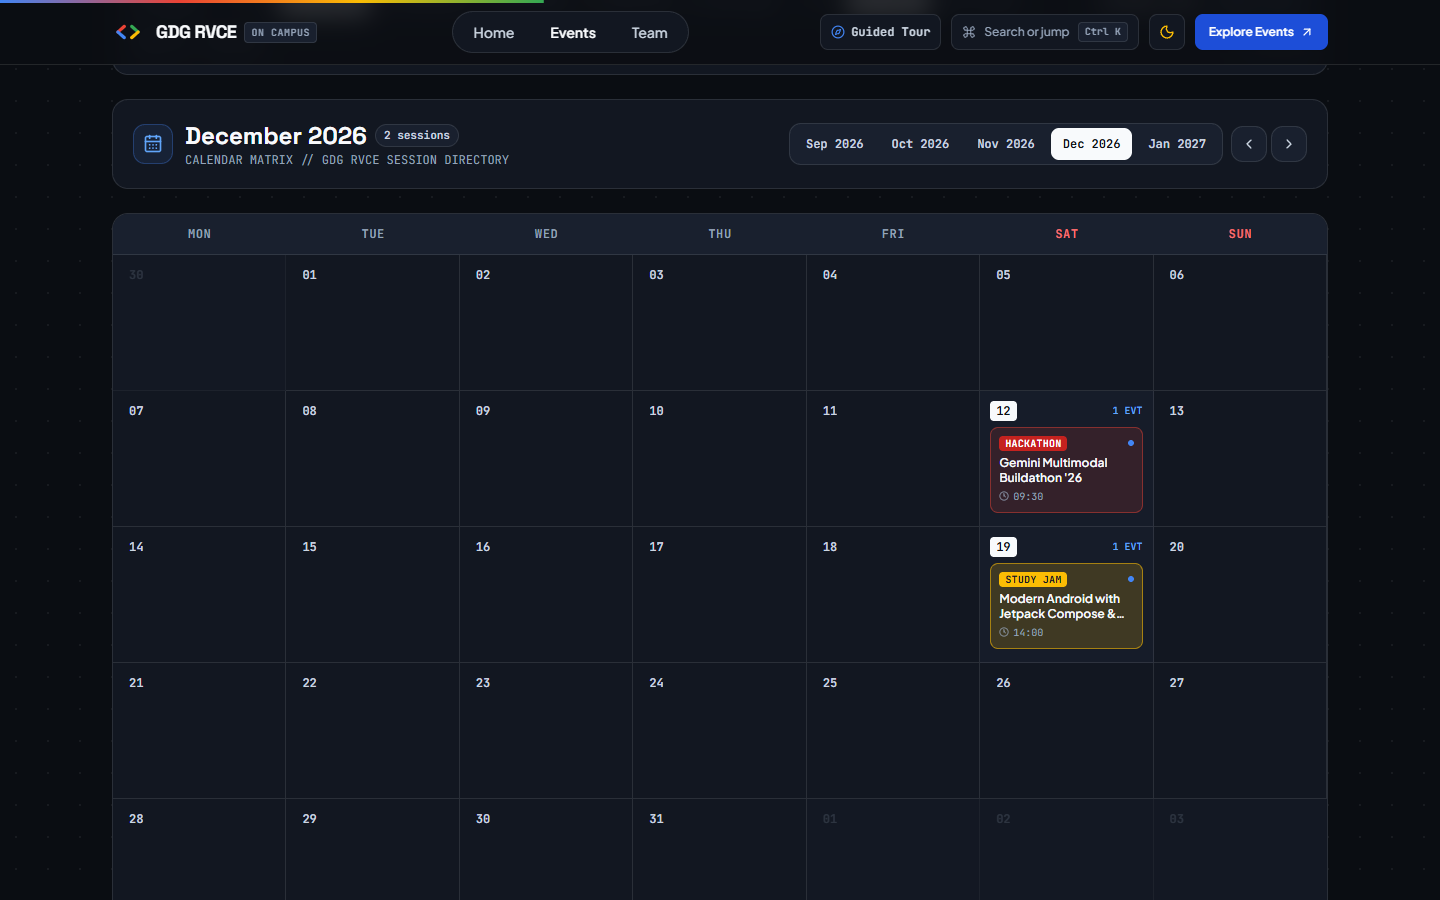 GDG RVCE ON CAMPUS Home Events Team Guided Tour Search or jump Ctrl K Explore Events
December 2026 2 sessions
CALENDAR MATRIX // GDG RVCE SESSION DIRECTORY
Sep 2026 Oct 2026 Nov 2026 Dec 2026 Jan 2027
MON TUE WED THU FRI SAT SUN
30 01 02 03 04 05 06
07 08 09 10 11 12 1 EVT 13
HACKATHON
Gemini Multimodal
Buildathon '26
09:30
14 15 16 17 18 19 1 EVT 20
STUDY JAM
Modern Android with
Jetpack Compose &...
14:00
21 22 23 24 25 26 27
28 29 30 31 01 02 03